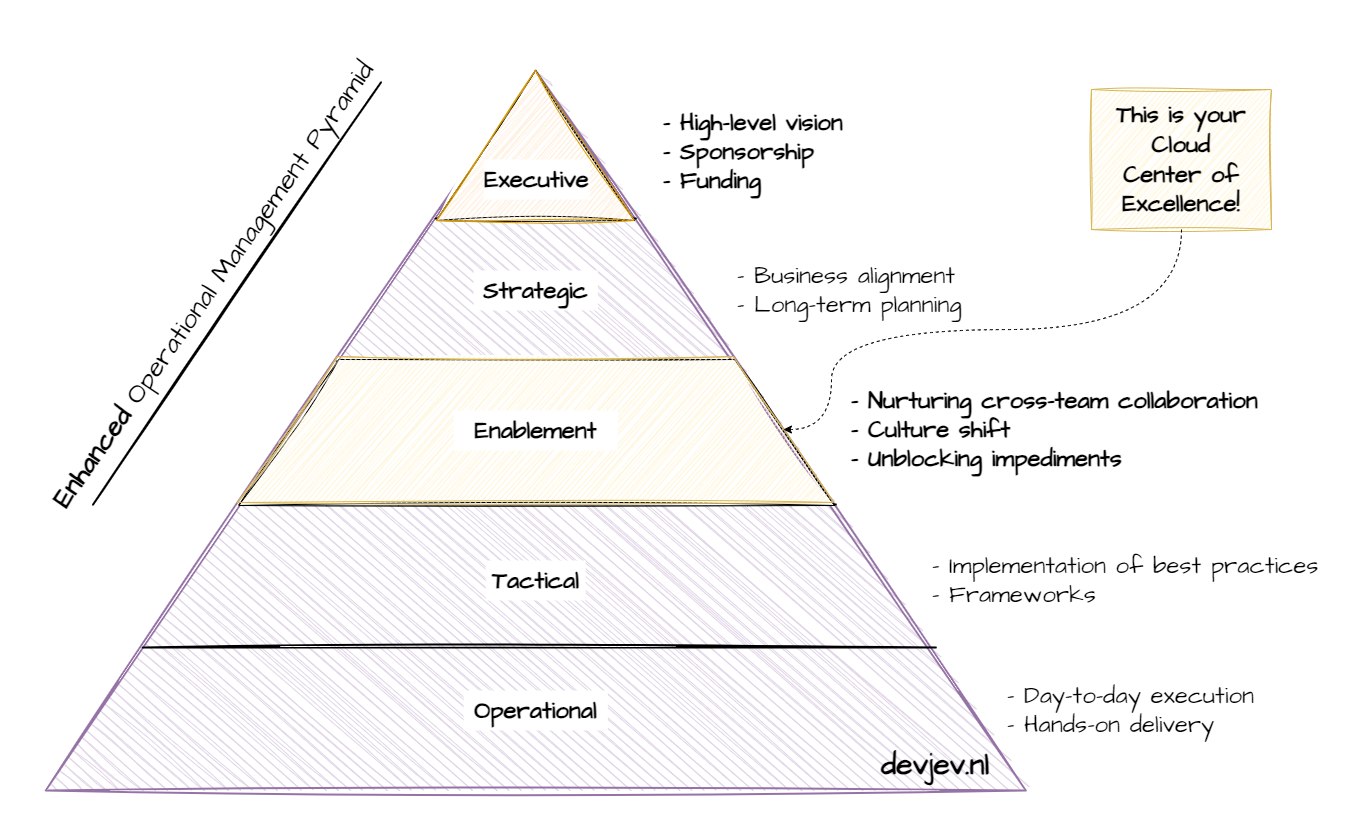 Enhanced Operational Management Pyramid
This is your
Cloud
Center of
Excellence!
Executive
- High-level vision
- Sponsorship
- Funding
Strategic
- Business alignment
- Long-term planning
Enablement
- Nurturing cross-team collaboration
- Culture shift
- Unblocking impediments
Tactical
- Implementation of best practices
- Frameworks
Operational
- Day-to-day execution
- Hands-on delivery
devjev.nl